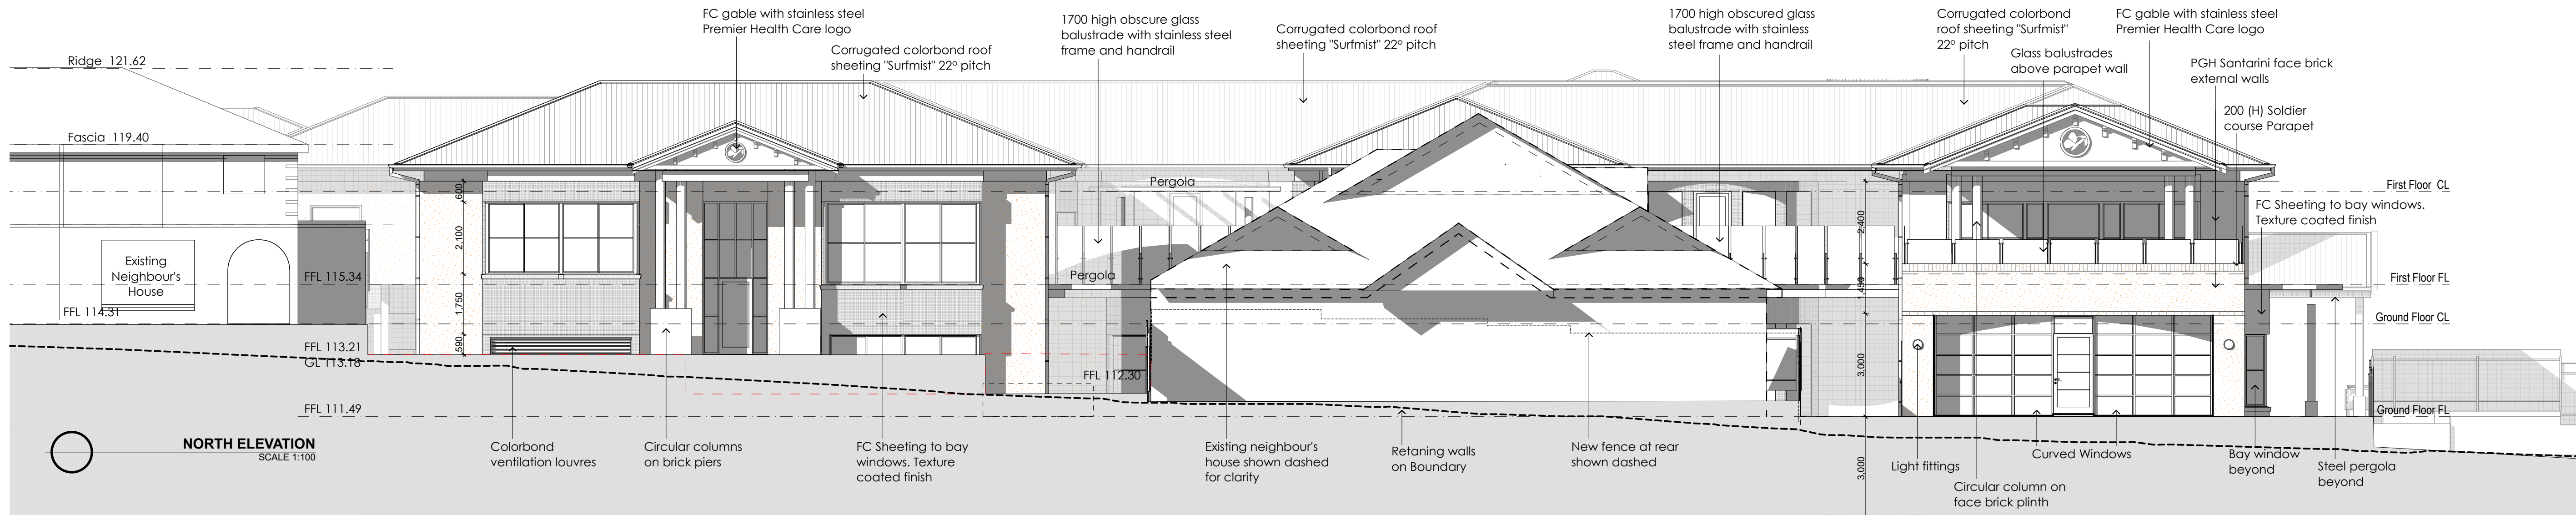 FC gable with stainless steel
Premier Health Care logo
Corrugated colorbond roof
sheeting "Surfmist" 22° pitch
1700 high obscure glass
balustrade with stainless steel
frame and handrail
Corrugated colorbond roof
sheeting "Surfmist" 22° pitch
1700 high obscured glass
balustrade with stainless
steel frame and handrail
Corrugated colorbond
roof sheeting "Surfmist"
22° pitch
Glass balustrades
above parapet wall
FC gable with stainless steel
Premier Health Care logo
PGH Santarini face brick
external walls
200 (H) Soldier
course Parapet
Ridge 121.62
Fascia 119.40
Existing
Neighbour's
House
FFL 114.31
FFL 115.34
FFL 113.21
GL 113.18
FFL 111.49
600
2,100
1,750
590
Pergola
Pergola
FFL 112.30
2,400
1,450
3,000
3,000
First Floor CL
FC Sheeting to bay windows.
Texture coated finish
First Floor FL
Ground Floor CL
Ground Floor FL
NORTH ELEVATION
SCALE 1:100
Colorbond
ventilation louvres
Circular columns
on brick piers
FC Sheeting to bay
windows. Texture
coated finish
Existing neighbour's
house shown dashed
for clarity
Retaning walls
on Boundary
New fence at rear
shown dashed
Light fittings
Circular column on
face brick plinth
Curved Windows
Bay window
beyond
Steel pergola
beyond